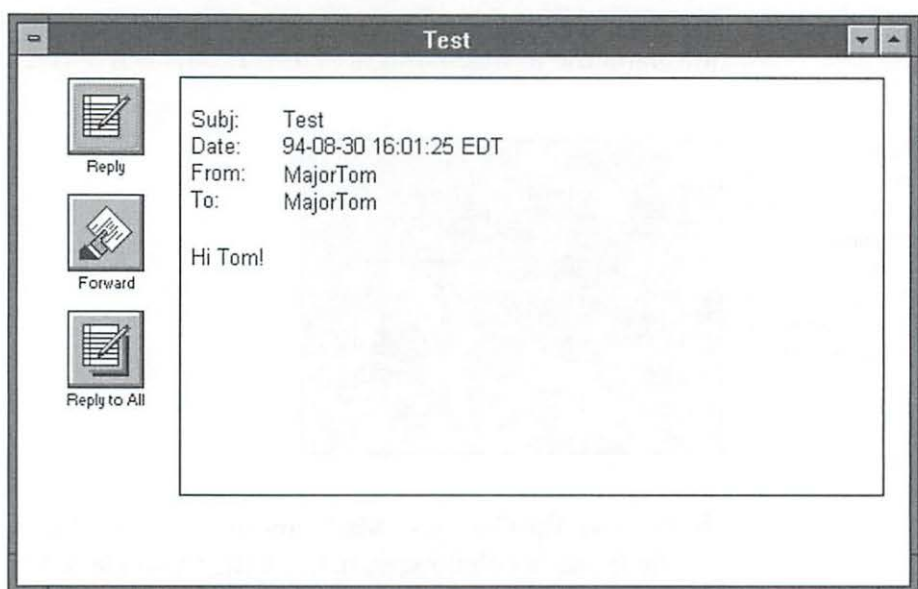 Test
Reply
Forward
Reply to All
Subj: Test
Date: 94-08-30 16:01:25 EDT
From: MajorTom
To: MajorTom
Hi Tom!